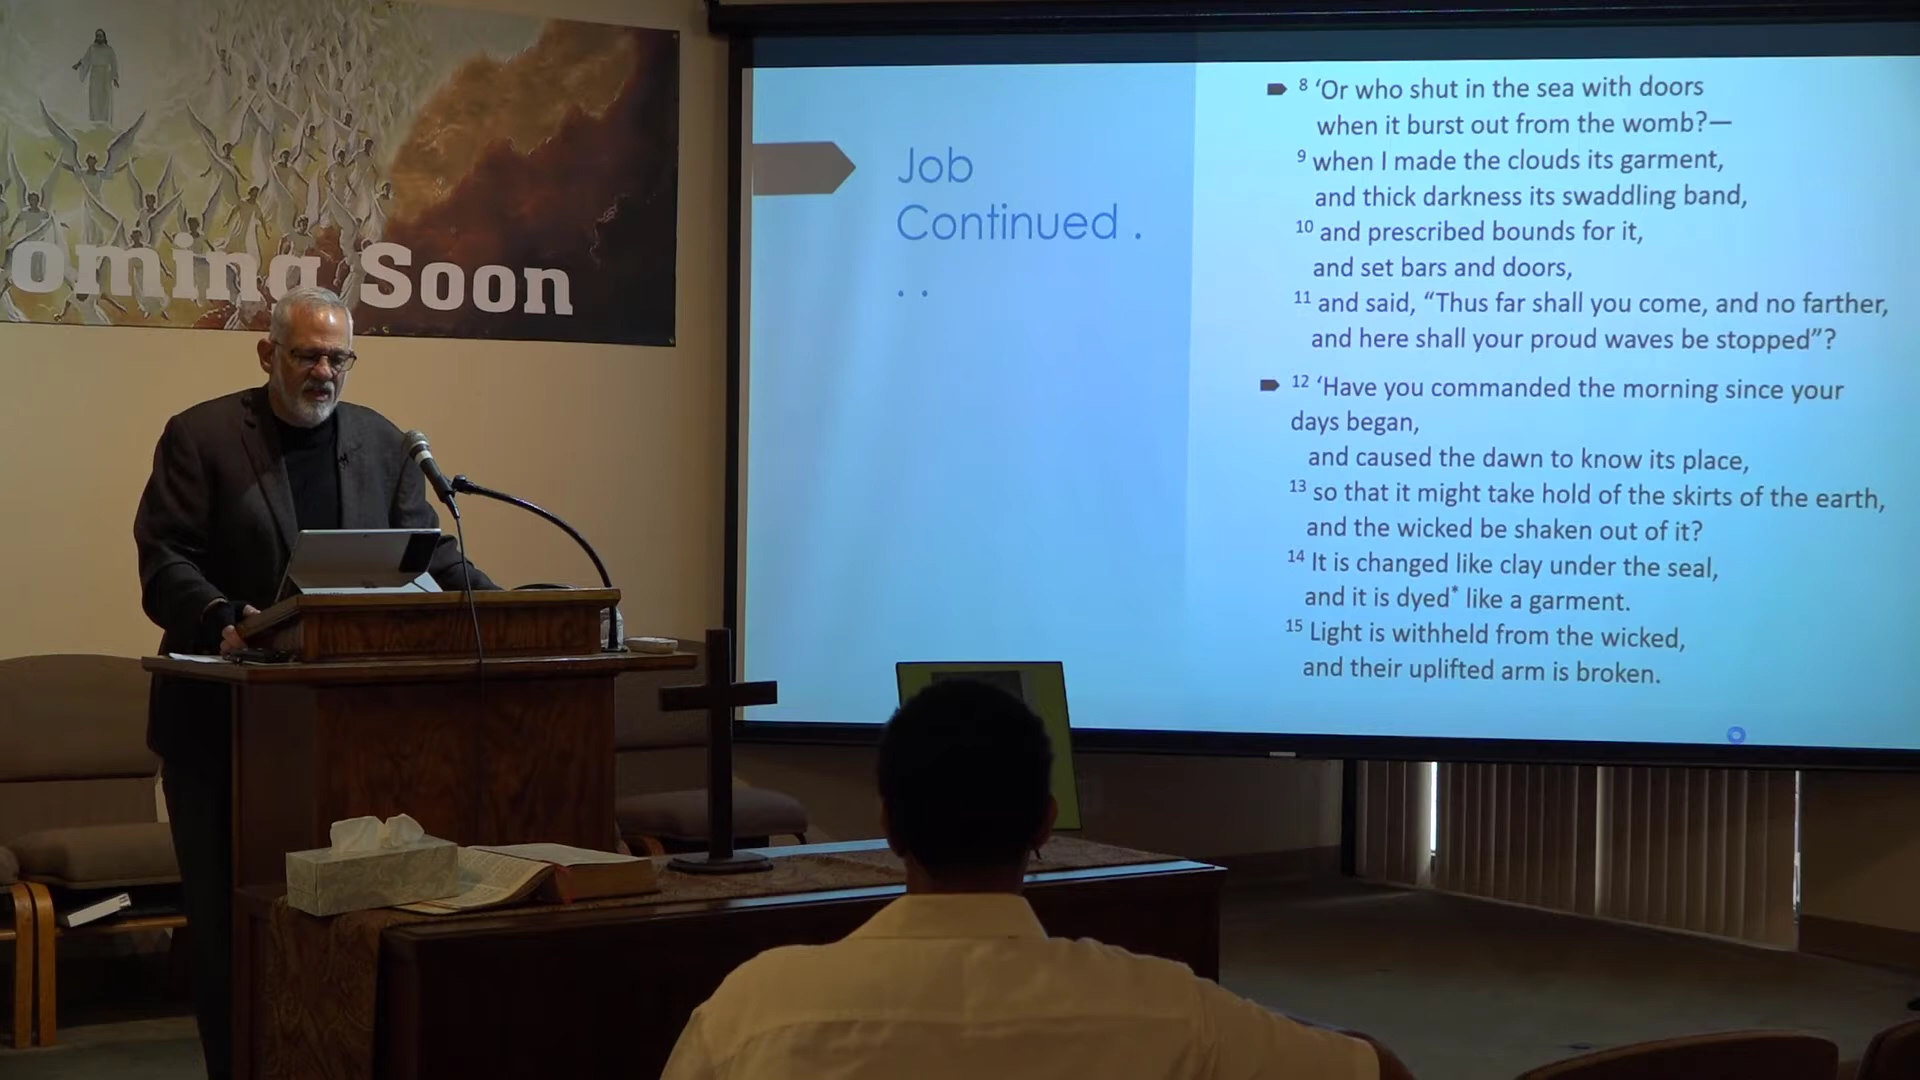 oming Soon
Job
Continued .
. .
8 ‘Or who shut in the sea with doors
when it burst out from the womb?—
9 when I made the clouds its garment,
and thick darkness its swaddling band,
10 and prescribed bounds for it,
and set bars and doors,
11 and said, “Thus far shall you come, and no farther,
and here shall your proud waves be stopped”?
12 ‘Have you commanded the morning since your
days began,
and caused the dawn to know its place,
13 so that it might take hold of the skirts of the earth,
and the wicked be shaken out of it?
14 It is changed like clay under the seal,
and it is dyed* like a garment.
15 Light is withheld from the wicked,
and their uplifted arm is broken.